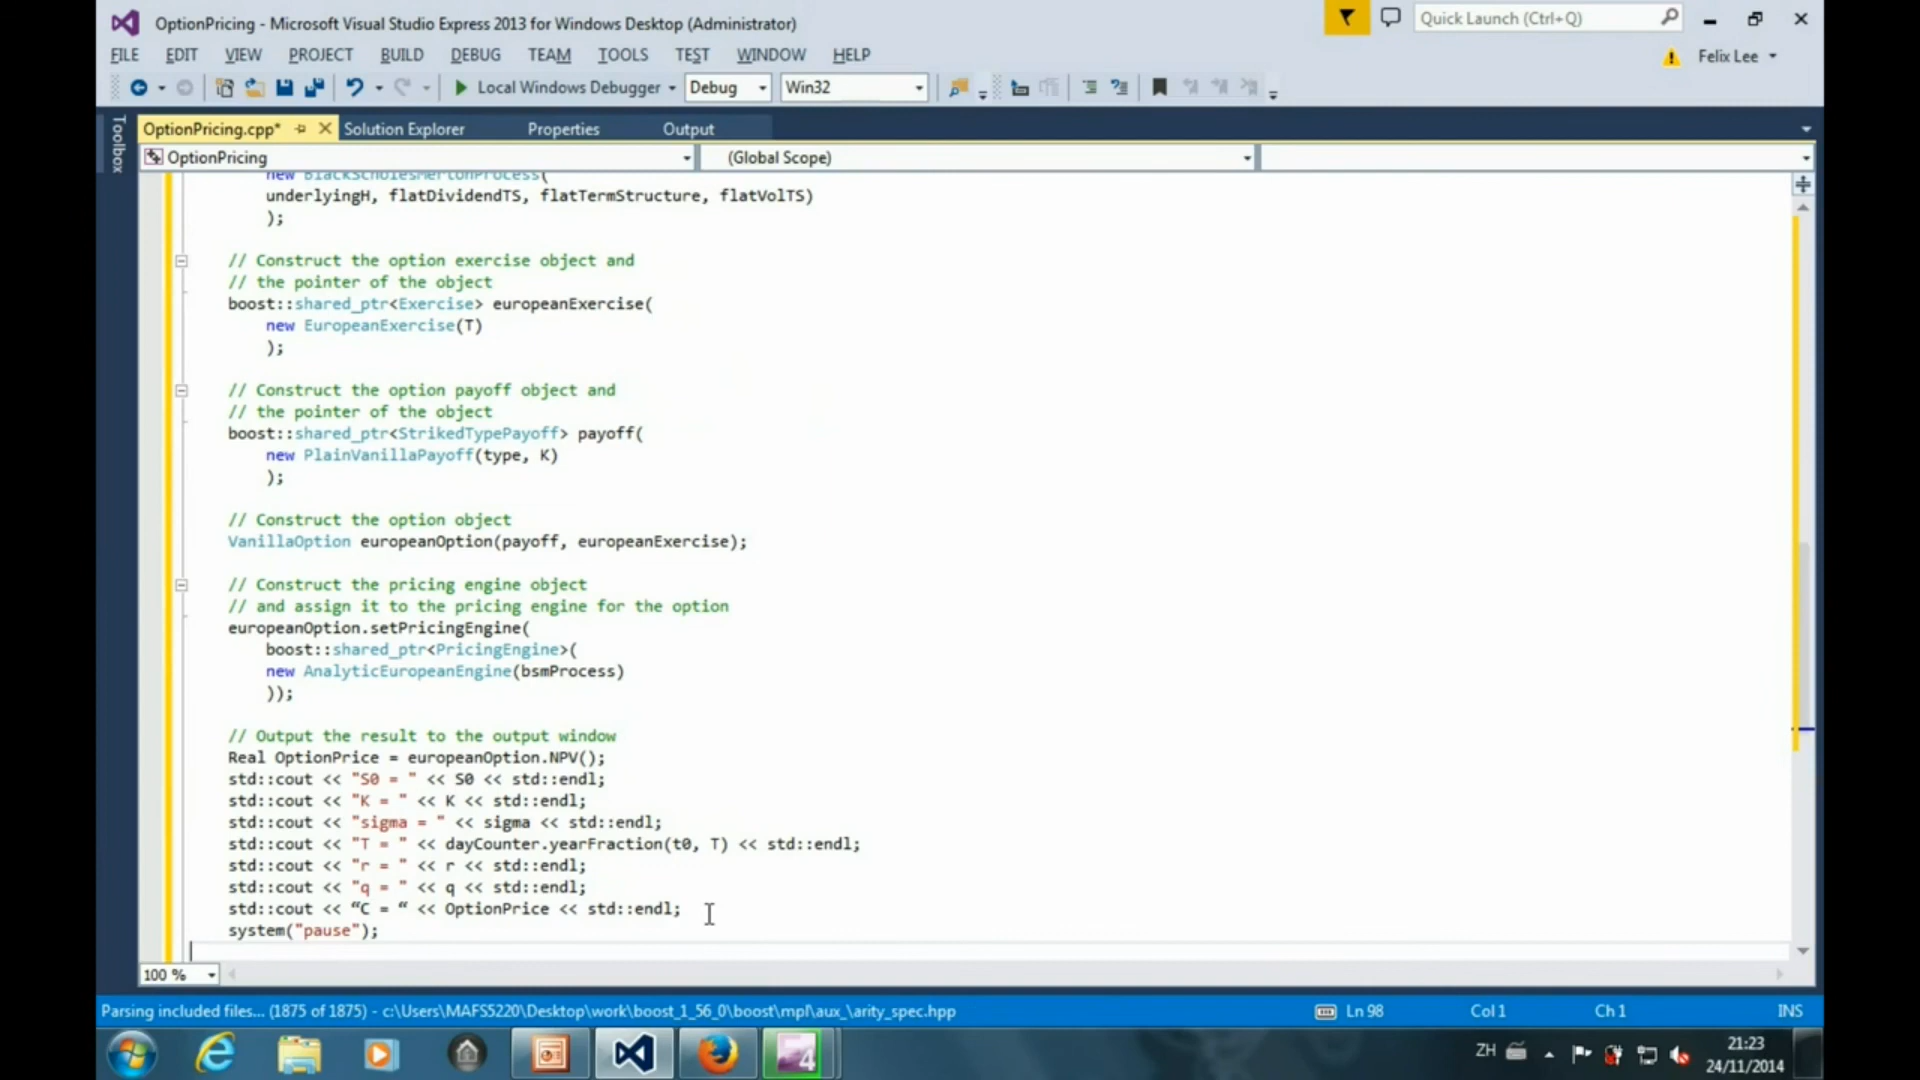 OptionPricing - Microsoft Visual Studio Express 2013 for Windows Desktop (Administrator)
Quick Launch (Ctrl+Q)
FILE EDIT VIEW PROJECT BUILD DEBUG TEAM TOOLS TEST WINDOW HELP
Felix Lee
Local Windows Debugger Debug Win32
Toolbox
OptionPricing.cpp* Solution Explorer Properties Output
OptionPricing (Global Scope)
new BlackScholesMertonProcess(
underlyingH, flatDividendTS, flatTermStructure, flatVolTS)
);
// Construct the option exercise object and
// the pointer of the object
boost::shared_ptr<Exercise> europeanExercise(
new EuropeanExercise(T)
);
// Construct the option payoff object and
// the pointer of the object
boost::shared_ptr<StrikedTypePayoff> payoff(
new PlainVanillaPayoff(type, K)
);
// Construct the option object
VanillaOption europeanOption(payoff, europeanExercise);
// Construct the pricing engine object
// and assign it to the pricing engine for the option
europeanOption.setPricingEngine(
boost::shared_ptr<PricingEngine>(
new AnalyticEuropeanEngine(bsmProcess)
));
// Output the result to the output window
Real OptionPrice = europeanOption.NPV();
std::cout << "S0 = " << S0 << std::endl;
std::cout << "K = " << K << std::endl;
std::cout << "sigma = " << sigma << std::endl;
std::cout << "T = " << dayCounter.yearFraction(t0, T) << std::endl;
std::cout << "r = " << r << std::endl;
std::cout << "q = " << q << std::endl;
std::cout << “C = “ << OptionPrice << std::endl;
system("pause");
100 %
Parsing included files... (1875 of 1875) - c:\Users\MAFS5220\Desktop\work\boost_1_56_0\boost\mpl\aux_\arity_spec.hpp
Ln 98 Col 1 Ch 1 INS
4
ZH
21:23
24/11/2014